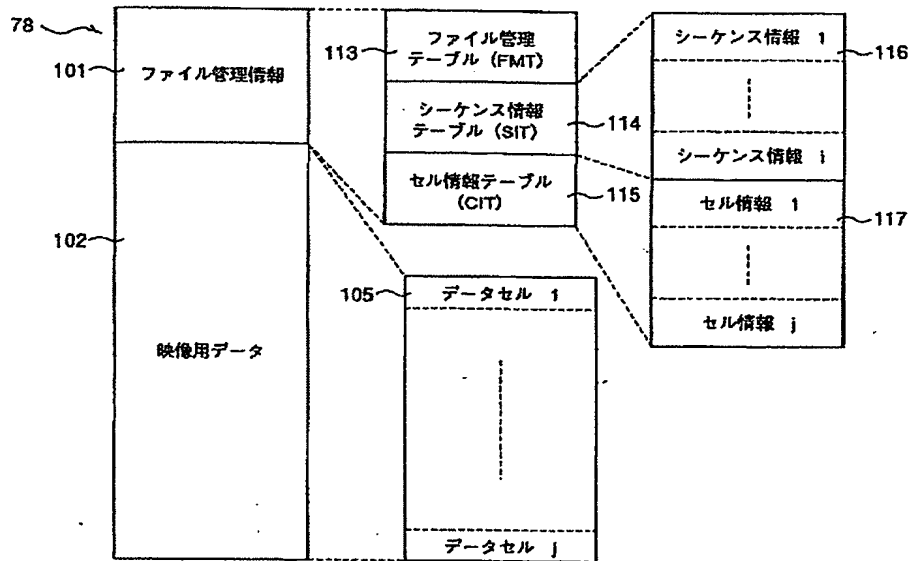 78
101
ファイル管理情報
102
映像用データ
113
ファイル管理
テーブル (FMT)
シーケンス情報
テーブル (SIT)
114
セル情報テーブル
(CIT)
115
105
データセル 1
データセル j
シーケンス情報 1
116
シーケンス情報 i
セル情報 1
117
セル情報 j